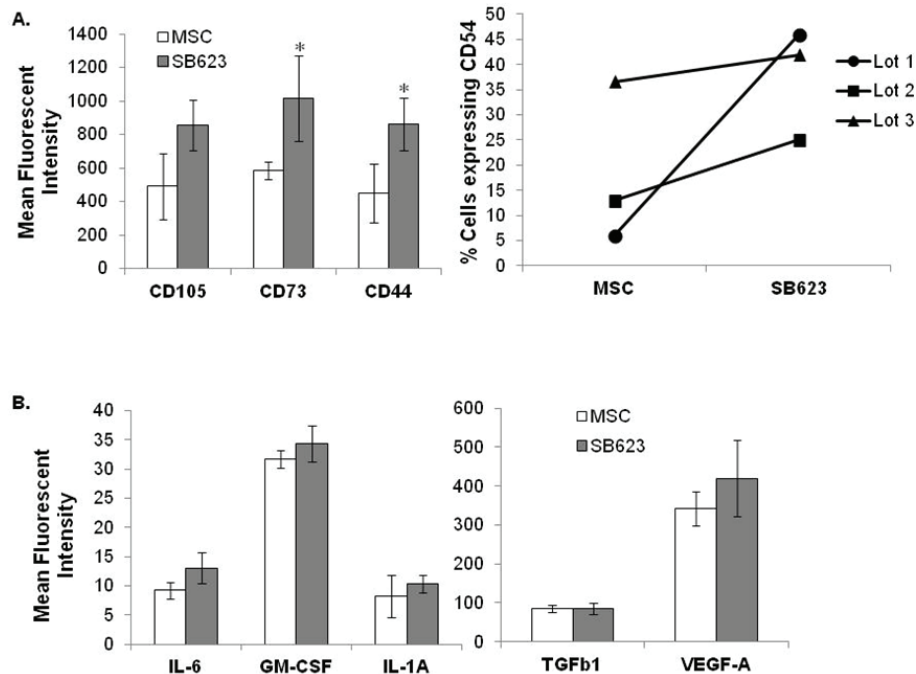 A.
Mean Fluorescent
Intensity
1400
1200
1000
800
600
400
200
0
MSC
SB623
*
*
CD105 CD73 CD44
% Cells expressing CD54
50
45
40
35
30
25
20
15
10
5
0
MSC SB623
Lot 1
Lot 2
Lot 3
B.
Mean Fluorescent
Intensity
40
35
30
25
20
15
10
5
0
IL-6 GM-CSF IL-1A
600
500
400
300
200
100
0
MSC
SB623
TGFb1 VEGF-A